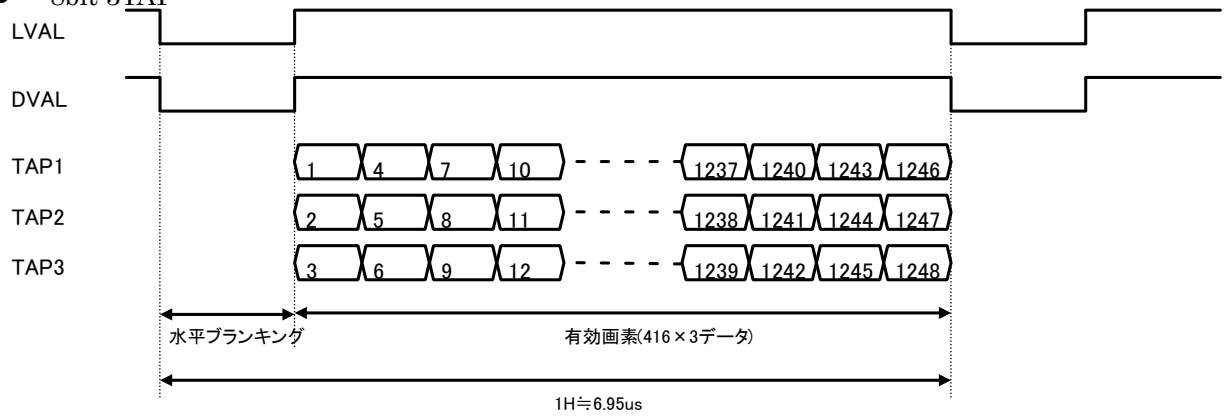 8bit 3TAP
LVAL
DVAL
TAP1 1 4 7 10 1237 1240 1243 1246
TAP2 2 5 8 11 1238 1241 1244 1247
TAP3 3 6 9 12 1239 1242 1245 1248
水平ブランキング 有効画素(416×3データ)
1H≒6.95us